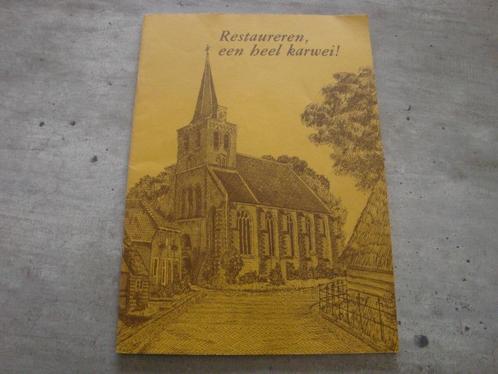 Restaureren,
een heel karwei!